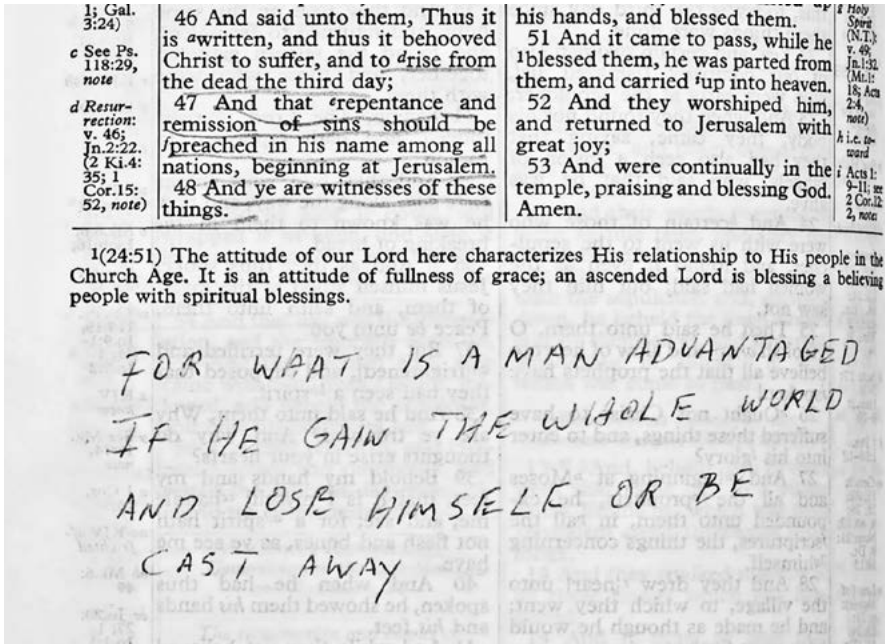 1; Gal.
3:24)
c See Ps.
118:29,
note
d Resur-
rection:
v. 46;
Jn.2:22.
(2 Ki.4:
35; 1
Cor.15:
52, note)
46 And said unto them, Thus it
is ᵃwritten, and thus it behooved
Christ to suffer, and to ᵈrise from
the dead the third day;
47 And that ᵉrepentance and
remission of sins should be
ᶠpreached in his name among all
nations, beginning at Jerusalem.
48 And ye are witnesses of these
things.
his hands, and blessed them.
51 And it came to pass, while he
¹blessed them, he was parted from
them, and carried ⁱup into heaven.
52 And they worshiped him,
and returned to Jerusalem with
great joy;
53 And were continually in the
temple, praising and blessing God.
Amen.
Holy
Spirit
(N.T.):
v. 49;
Jn.1:32.
(Mt.1:
18; Acts
2:4,
note)
h i.e. to-
ward
i Acts 1:
9-11; see
2 Cor.12:
2, note
¹(24:51) The attitude of our Lord here characterizes His relationship to His people in the
Church Age. It is an attitude of fullness of grace; an ascended Lord is blessing a believing
people with spiritual blessings.
FOR WHAT IS A MAN ADVANTAGED
IF HE GAIN THE WHOLE WORLD
AND LOSE HIMSELF OR BE
CAST AWAY